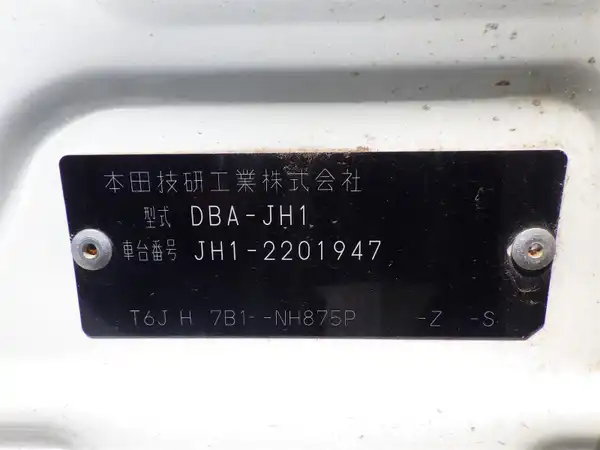 本田技研工業株式会社
型式 DBA-JH1
車台番号 JH1-2201947
T6J H 7B1--NH875P -Z -S